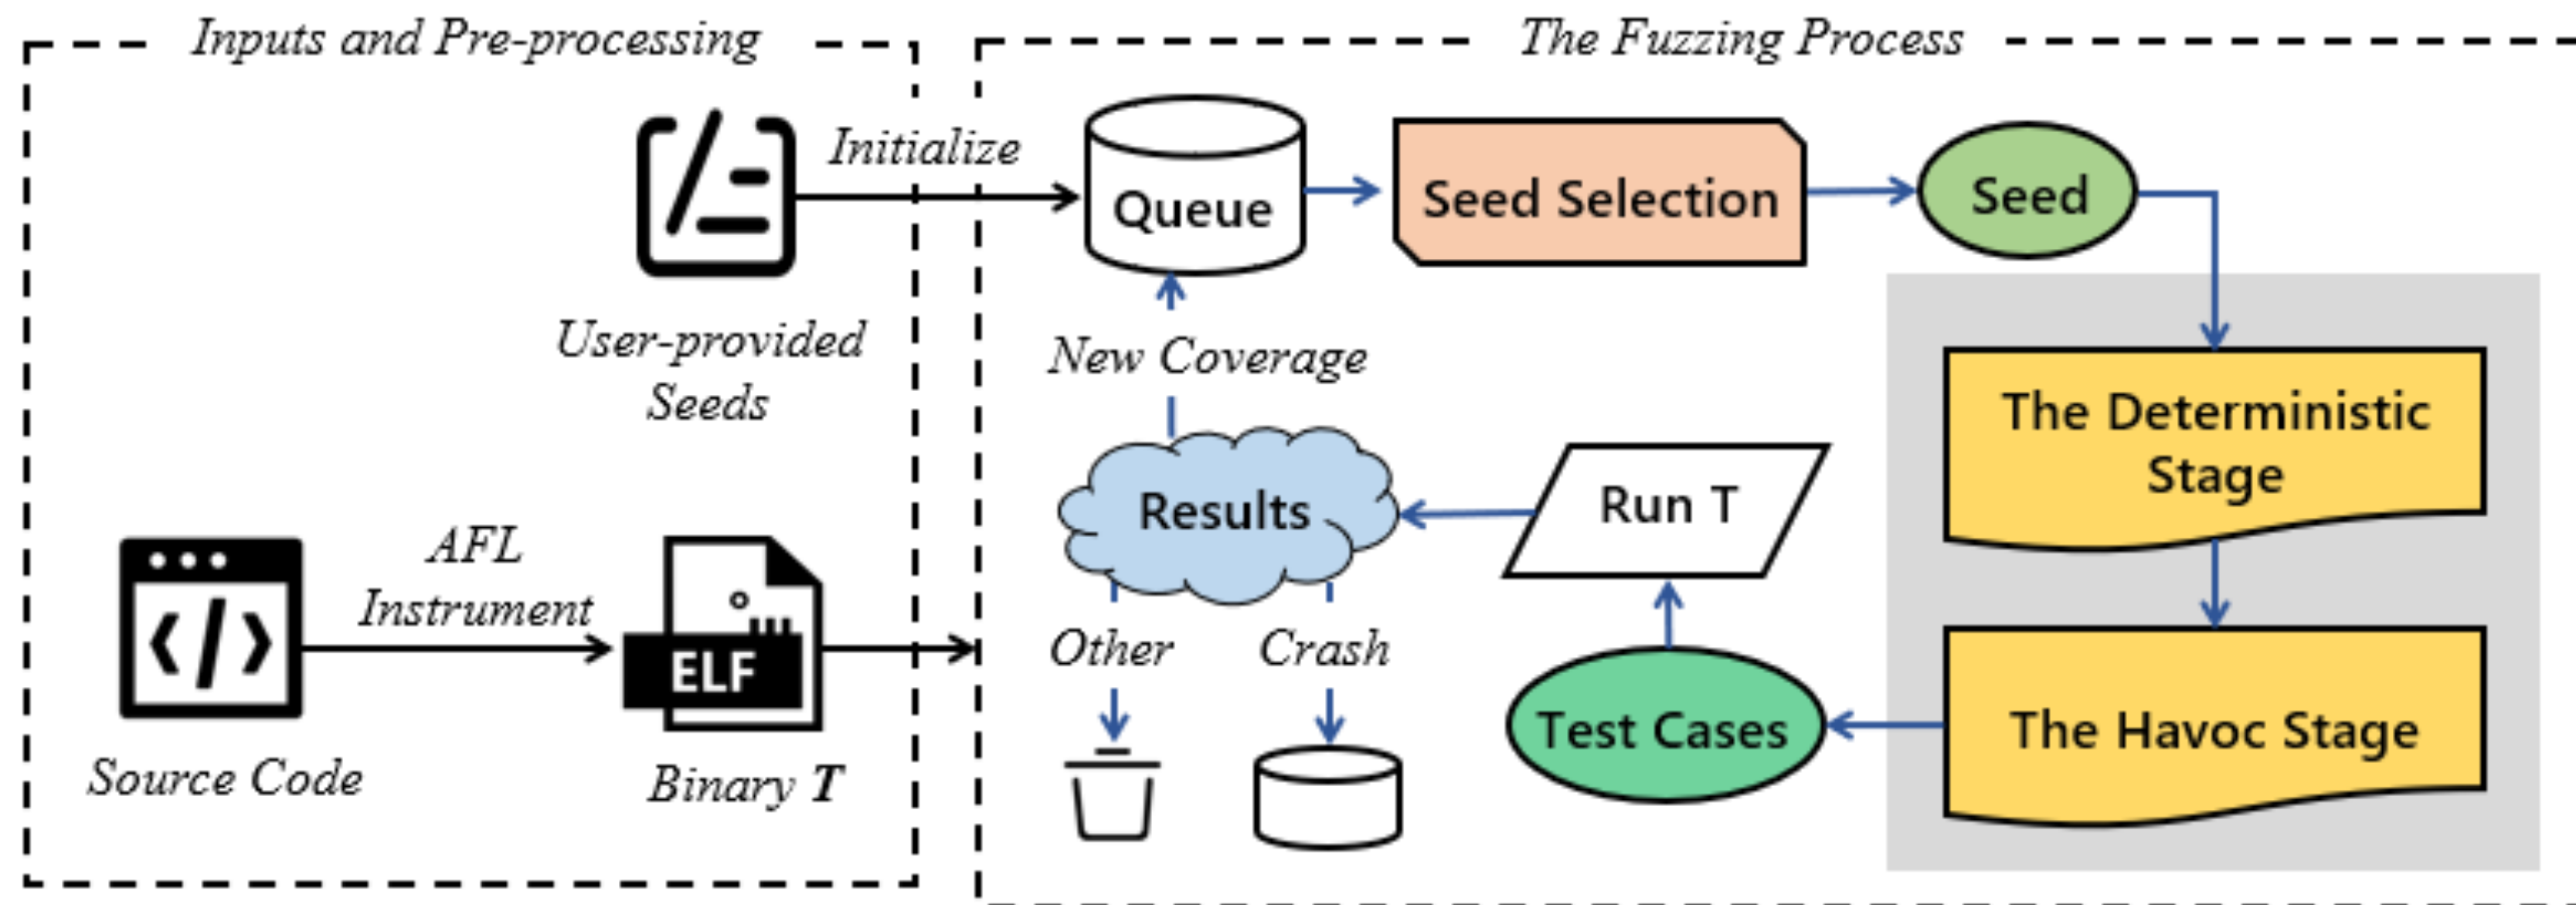 Inputs and Pre-processing
The Fuzzing Process
Initialize
Queue
Seed Selection
Seed
User-provided
Seeds
New Coverage
The Deterministic
Stage
Results
Run T
AFL
Instrument
ELF
Other
Crash
Test Cases
The Havoc Stage
Source Code
Binary T